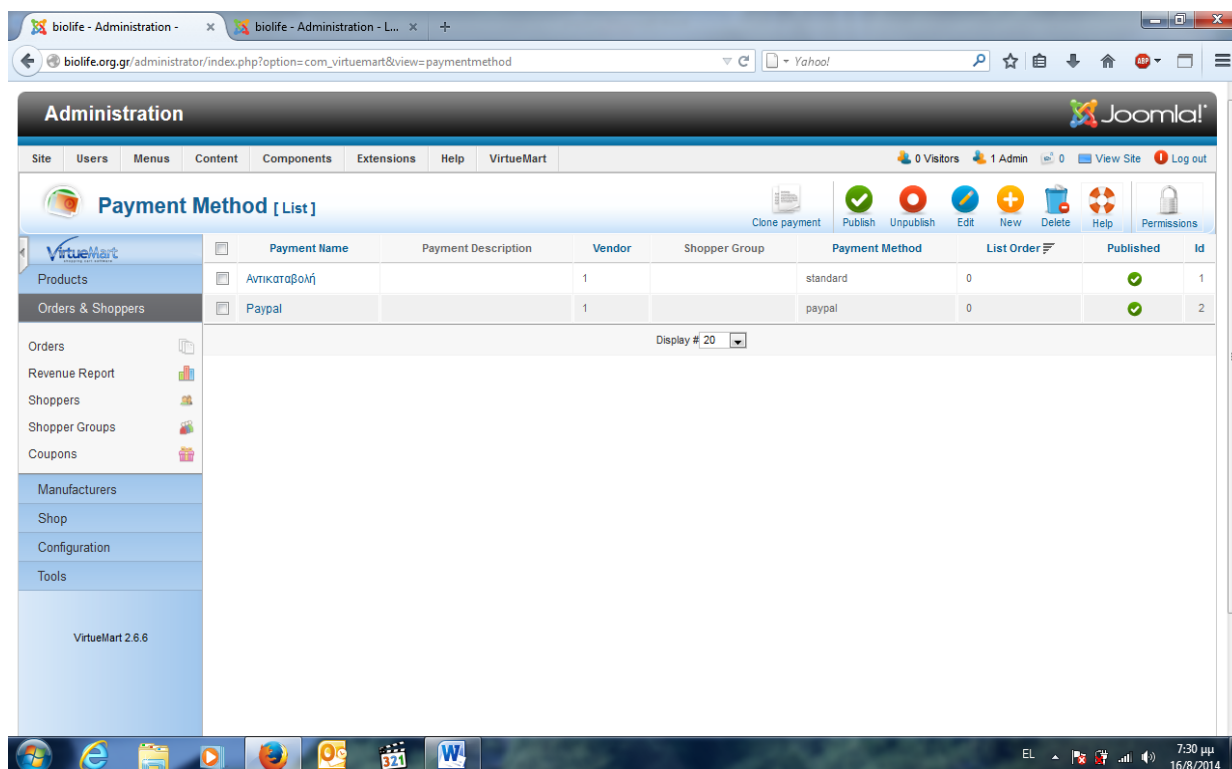 biolife - Administration -
biolife - Administration - L...
biolife.org.gr/administrator/index.php?option=com_virtuemart&view=paymentmethod
Yahoo!
ABP
Administration
Joomla!
Site Users Menus Content Components Extensions Help VirtueMart
0 Visitors 1 Admin 0 View Site Log out
Payment Method [ List ]
Clone payment Publish Unpublish Edit New Delete Help Permissions
VirtueMart
Payment Name Payment Description Vendor Shopper Group Payment Method List Order Published Id
Products
Αντικαταβολή 1 standard 0 1
Orders & Shoppers
Paypal 1 paypal 0 2
Display # 20
Orders
Revenue Report
Shoppers
Shopper Groups
Coupons
Manufacturers
Shop
Configuration
Tools
VirtueMart 2.6.6
321
EL
7:30 μμ
16/8/2014